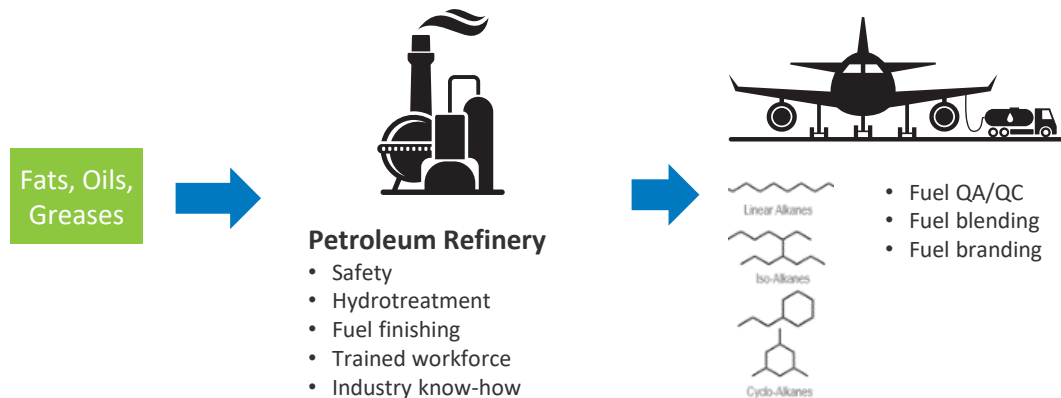 Fats, Oils,
Greases
Petroleum Refinery
• Safety
• Hydrotreatment
• Fuel finishing
• Trained workforce
• Industry know-how
Linear Alkanes
Iso-Alkanes
Cyclo-Alkanes
• Fuel QA/QC
• Fuel blending
• Fuel branding